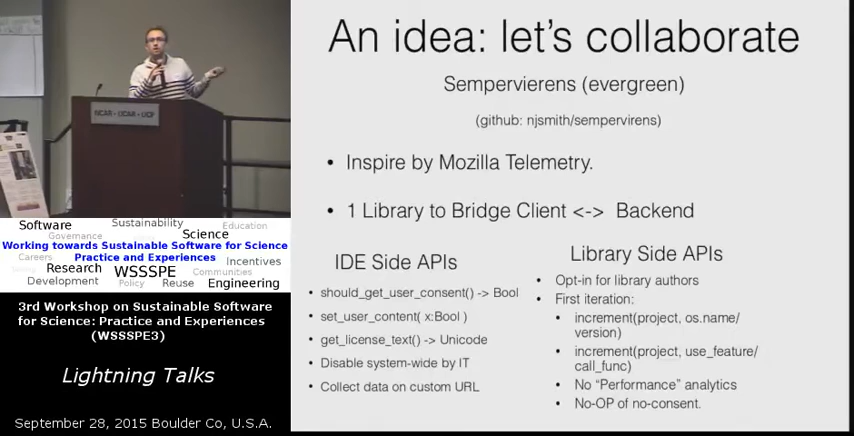 NCAR • UCAR • UCP
Software
Sustainability
Education
Governance
Science
Working towards Sustainable Software for Science
Practice and Experiences
Careers
Incentives
Research
WSSSPE
Communities
Development
Policy
Reuse
Engineering
3rd Workshop on Sustainable Software
for Science: Practice and Experiences
(WSSSPE3)
Lightning Talks
September 28, 2015 Boulder Co, U.S.A.
An idea: let's collaborate
Sempervierens (evergreen)
(github: njsmith/sempervirens)
• Inspire by Mozilla Telemetry.
• 1 Library to Bridge Client <-> Backend
IDE Side APIs
• should_get_user_consent() -> Bool
• set_user_content( x:Bool )
• get_license_text() -> Unicode
• Disable system-wide by IT
• Collect data on custom URL
Library Side APIs
• Opt-in for library authors
• First iteration:
• increment(project, os.name/
version)
• increment(project, use_feature/
call_func)
• No “Performance” analytics
• No-OP of no-consent.